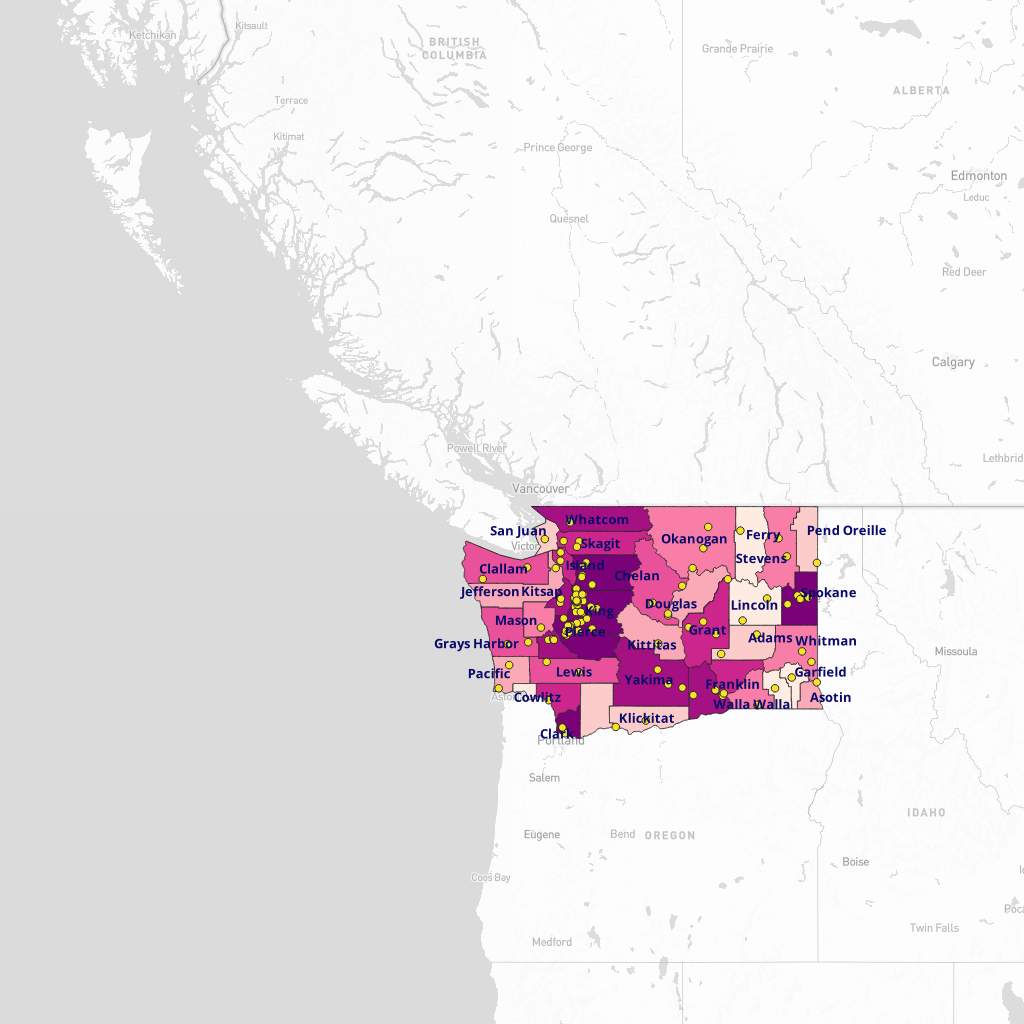 Ketchikan
Kitsault
BRITISH
COLUMBIA
Grande Prairie
ALBERTA
Terrace
Kitimat
Prince George
Edmonton
Leduc
Quesnel
Red Deer
Calgary
Powell River
Lethbrid
Vancouver
Whatcom
San Juan
Skagit
Okanogan
Ferry
Pend Oreille
Victor
Stevens
Island
Clallam
Chelan
Jefferson
Kitsap
Spokane
Douglas
Lincoln
King
Mason
Pierce
Grant
Adams
Whitman
Grays Harbor
Kittitas
Missoula
Pacific
Lewis
Yakima
Franklin
Garfield
Cowlitz
Walla Walla
Asotin
Klickitat
Clark
Portland
Salem
Eugene
Bend
OREGON
IDAHO
Boise
Coos Bay
Twin Falls
Medford